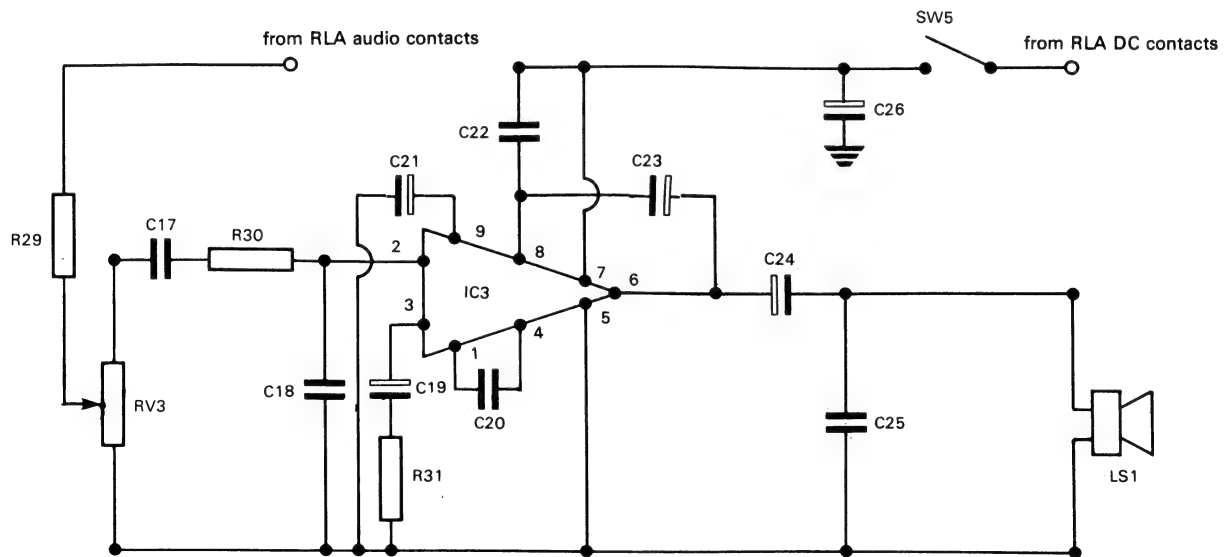 SW5
from RLA audio contacts
from RLA DC contacts
C26
C22
C21
C23
R29
C17
R30
2
9
8
7
6
C24
IC3
3
5
1
4
C18
C19
C20
RV3
C25
R31
LS1